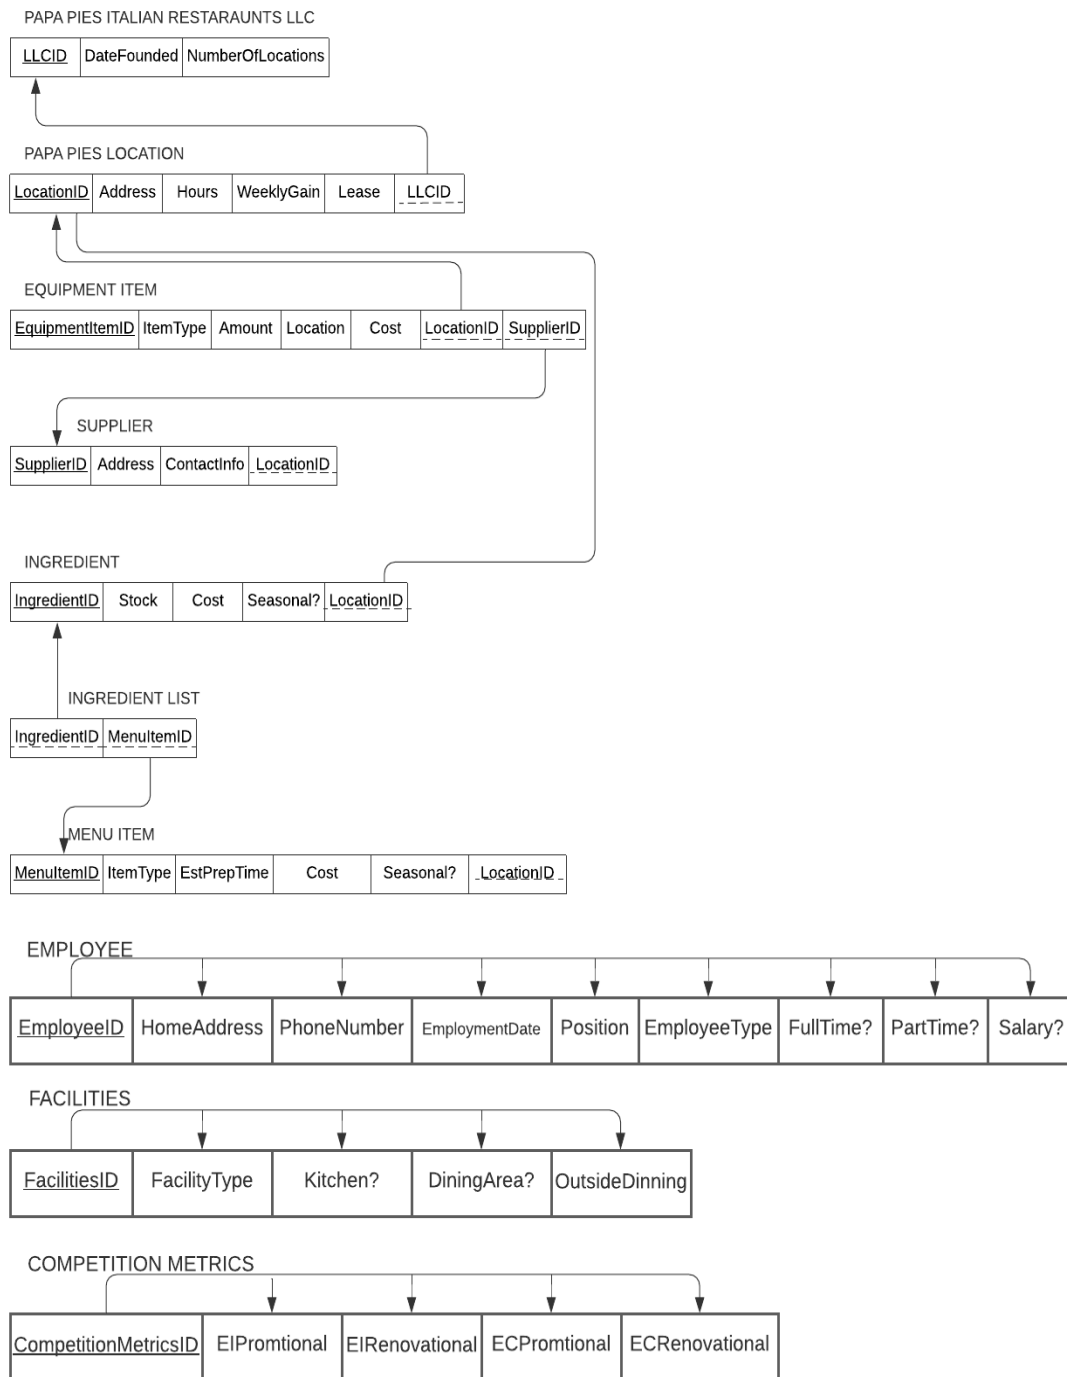 PAPA PIES ITALIAN RESTARAUNTS LLC
LLCID DateFounded NumberOfLocations
PAPA PIES LOCATION
LocationID Address Hours WeeklyGain Lease LLCID
EQUIPMENT ITEM
EquipmentItemID ItemType Amount Location Cost LocationID SupplierID
SUPPLIER
SupplierID Address ContactInfo LocationID
INGREDIENT
IngredientID Stock Cost Seasonal? LocationID
INGREDIENT LIST
IngredientID MenuItemID
MENU ITEM
MenuItemID ItemType EstPrepTime Cost Seasonal? LocationID
EMPLOYEE
EmployeeID HomeAddress PhoneNumber EmploymentDate Position EmployeeType FullTime? PartTime? Salary?
FACILITIES
FacilitiesID FacilityType Kitchen? DiningArea? OutsideDinning
COMPETITION METRICS
CompetitionMetricsID EIPromtional EIRenovational ECPromtional ECRenovational